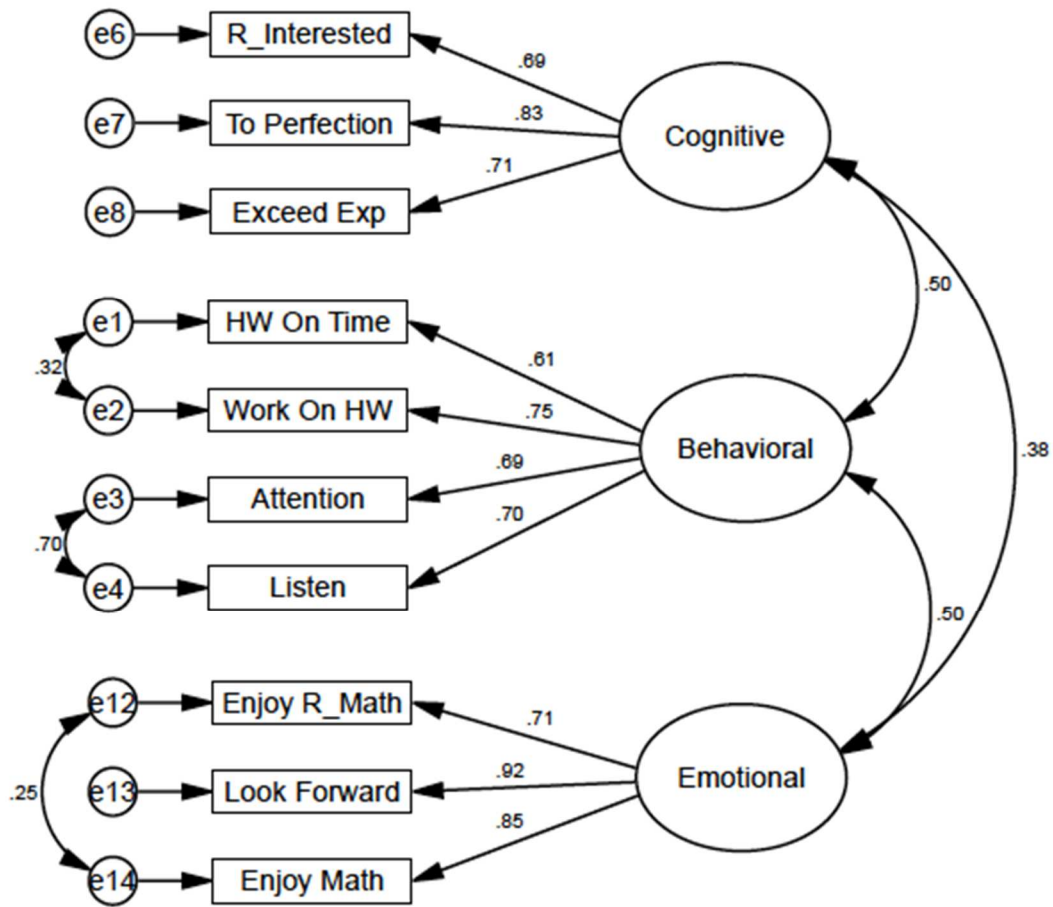 e6
R_Interested
.69
e7
To Perfection
.83
Cognitive
e8
Exceed Exp
.71
.50
e1
HW On Time
.32
.61
e2
Work On HW
.75
Behavioral
.38
e3
Attention
.69
.70
e4
Listen
.70
.50
e12
Enjoy R_Math
.71
.25
e13
Look Forward
.92
Emotional
e14
Enjoy Math
.85